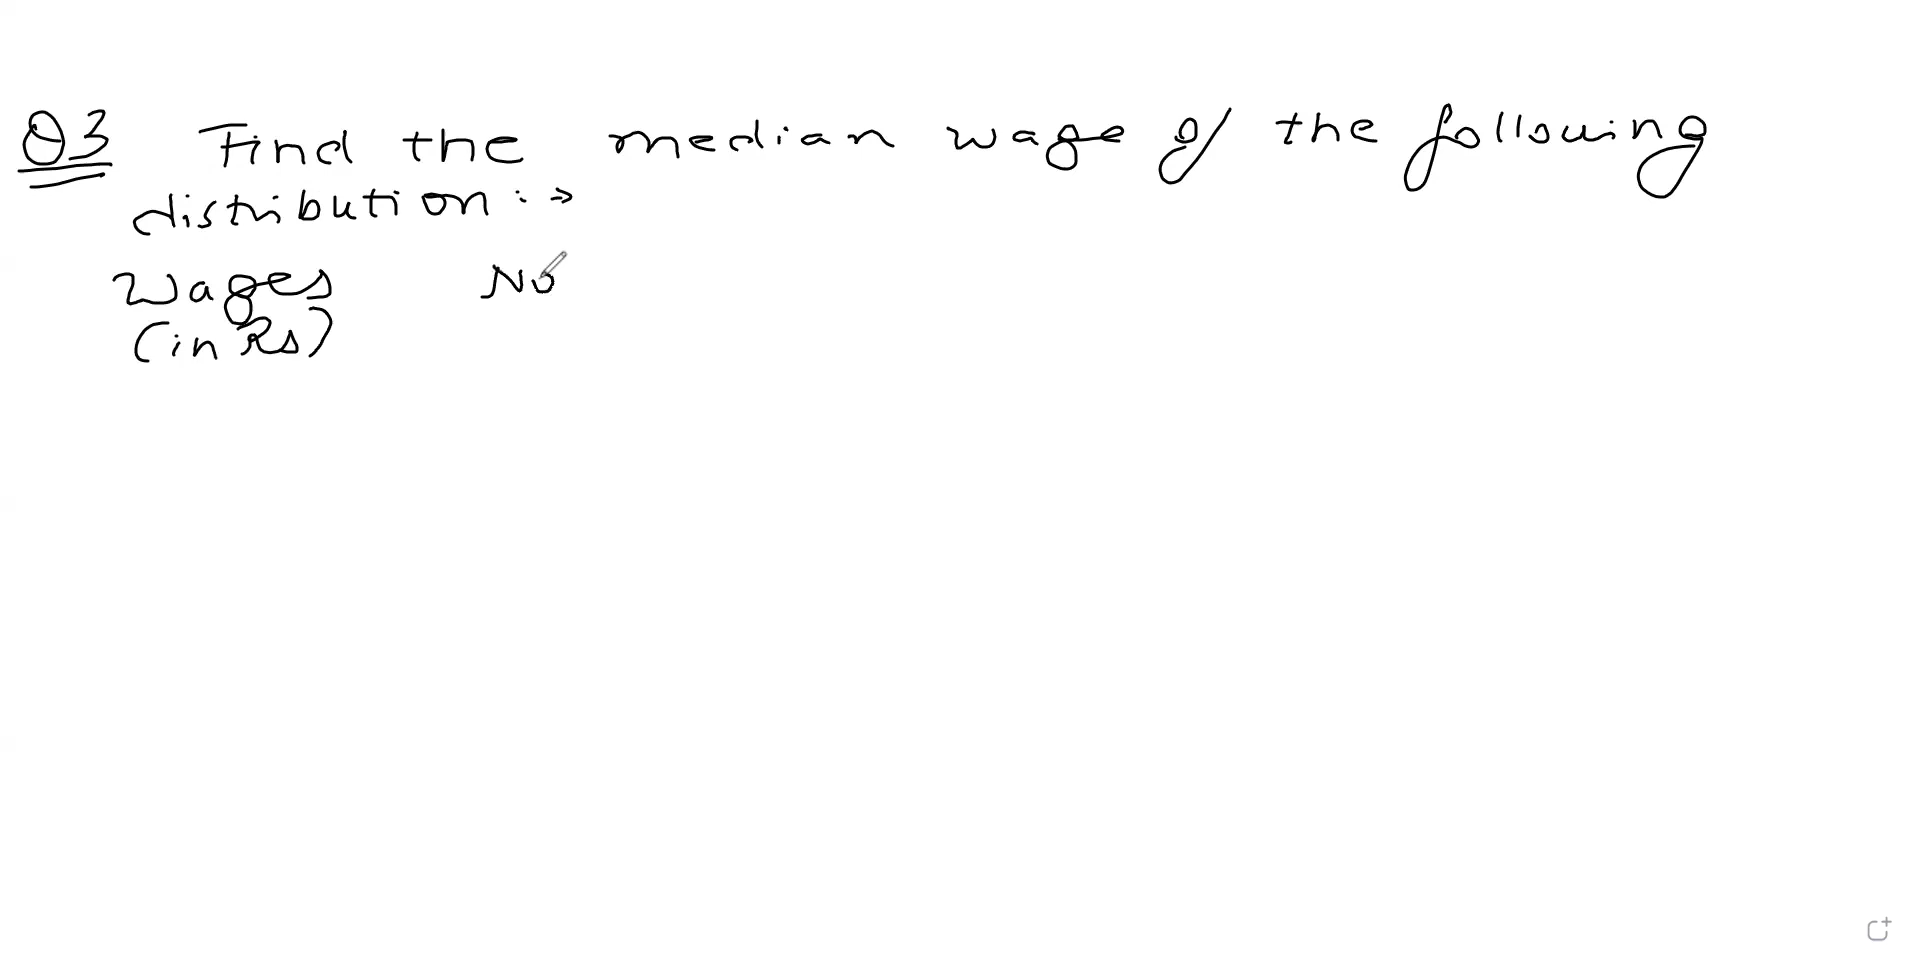 Q3 Find the median wage of the following
distribution :->
Wages No
(in Rs)